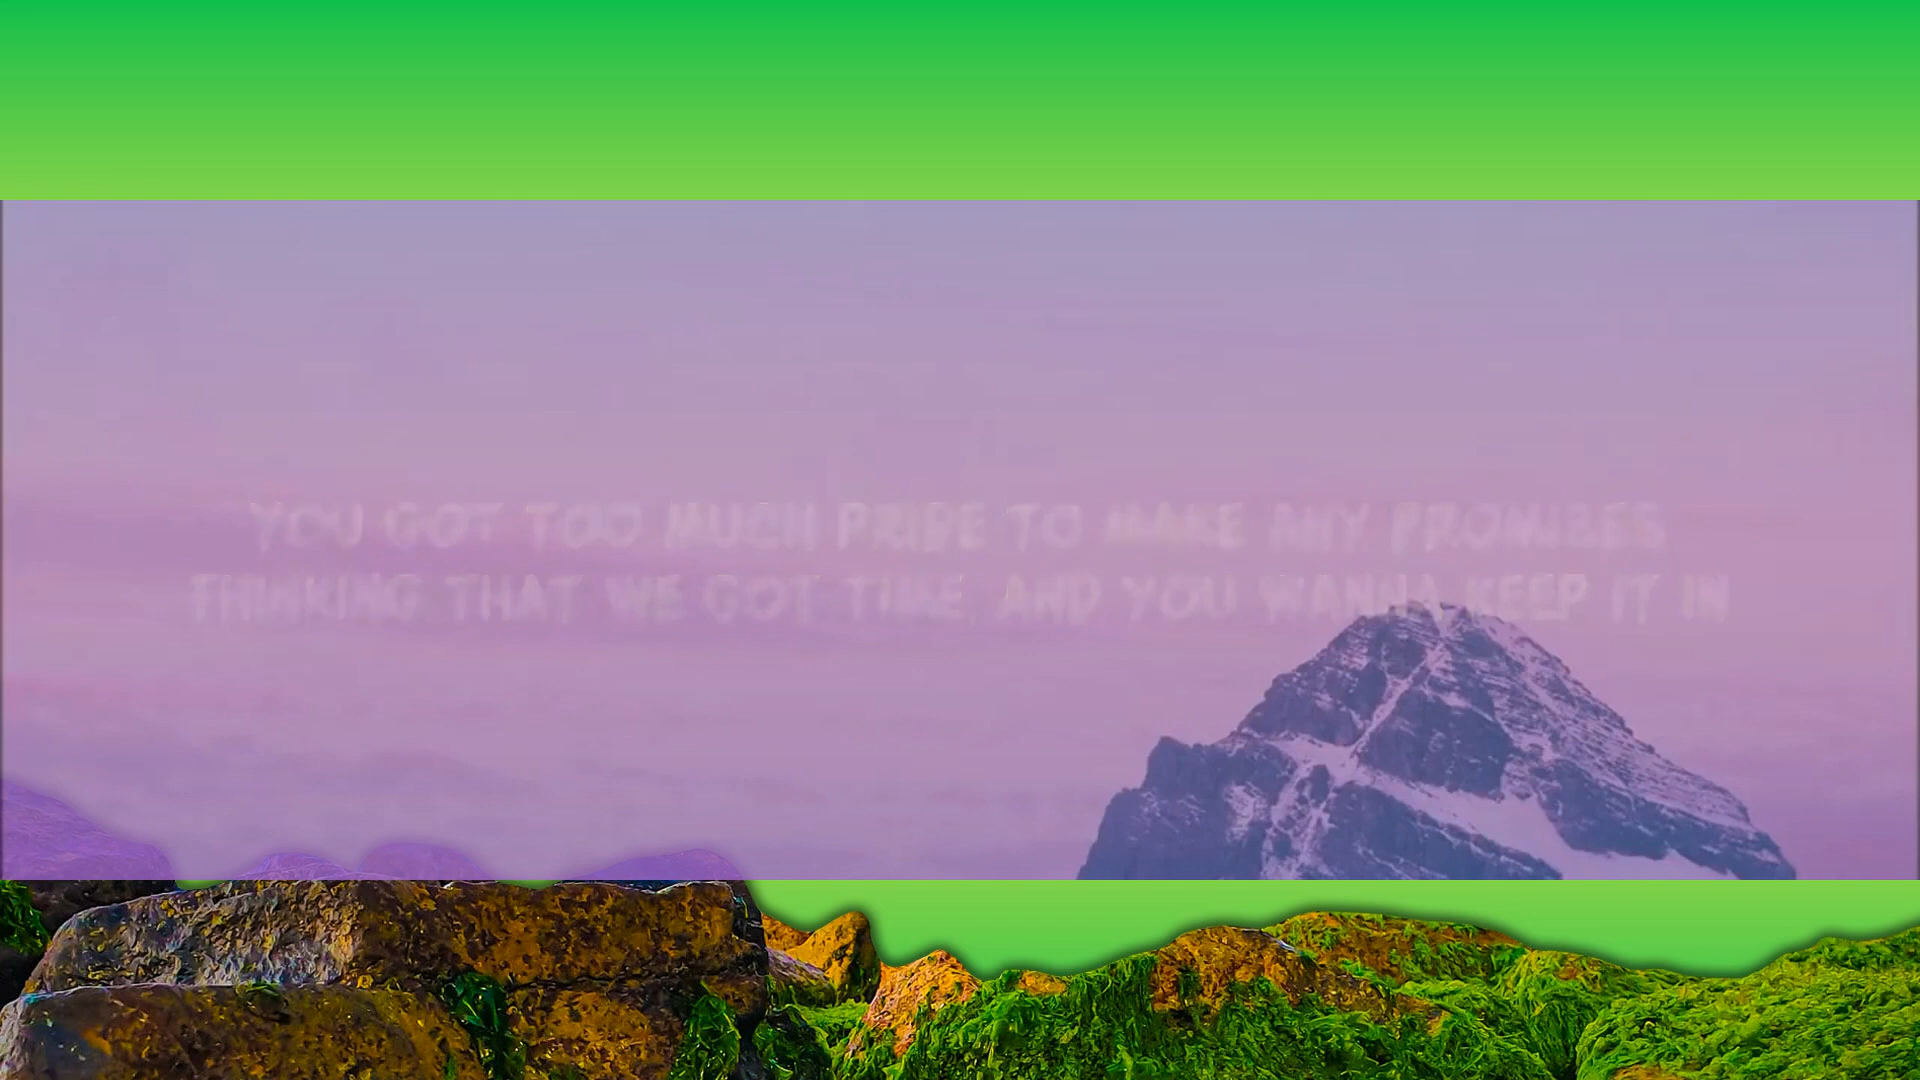 YOU GOT TOO MUCH PRIDE TO MAKE ANY PROMISES
THINKING THAT WE GOT TIME, AND YOU WANNA KEEP IT IN